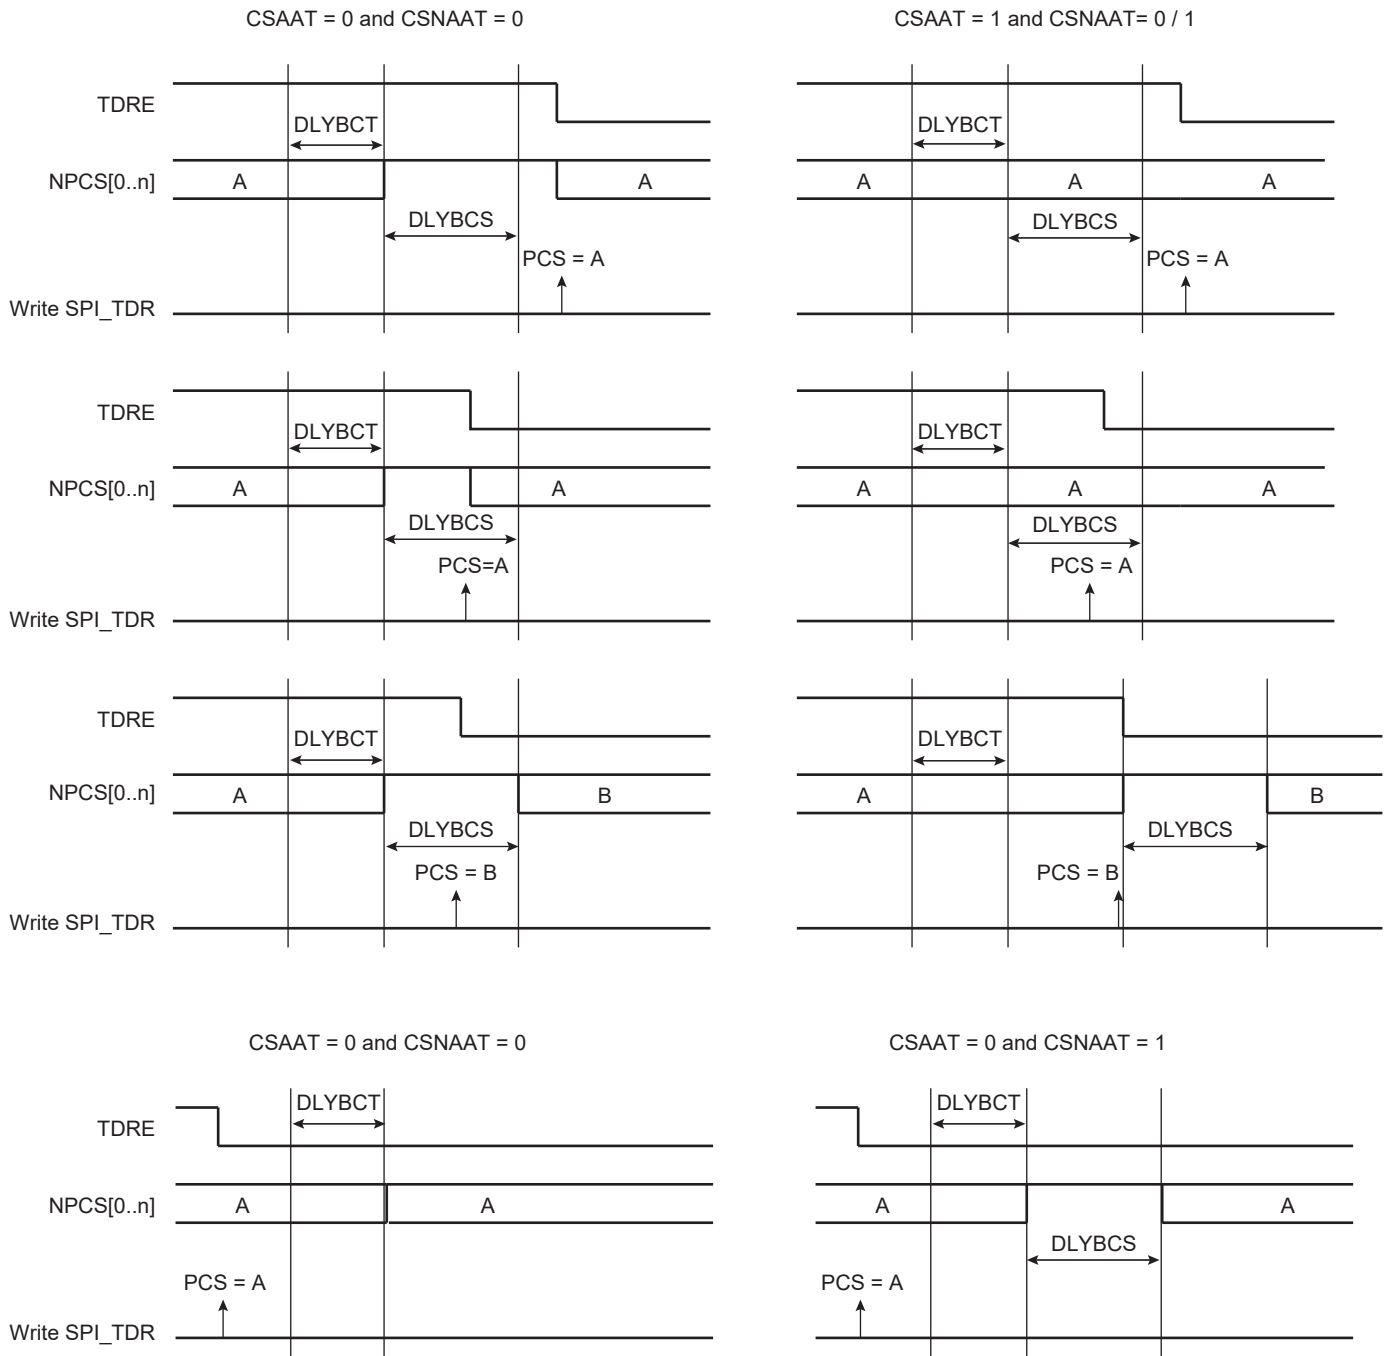 CSAAT = 0 and CSNAAT = 0
CSAAT = 1 and CSNAAT= 0 / 1
TDRE
DLYBCT
DLYBCT
NPCS[0..n]
A
A
A
A
A
DLYBCS
DLYBCS
PCS = A
PCS = A
Write SPI_TDR
TDRE
DLYBCT
DLYBCT
NPCS[0..n]
A
A
A
A
A
DLYBCS
DLYBCS
PCS=A
PCS = A
Write SPI_TDR
TDRE
DLYBCT
DLYBCT
NPCS[0..n]
A
B
A
B
DLYBCS
DLYBCS
PCS = B
PCS = B
Write SPI_TDR
CSAAT = 0 and CSNAAT = 0
CSAAT = 0 and CSNAAT = 1
DLYBCT
DLYBCT
TDRE
NPCS[0..n]
A
A
A
A
DLYBCS
PCS = A
PCS = A
Write SPI_TDR